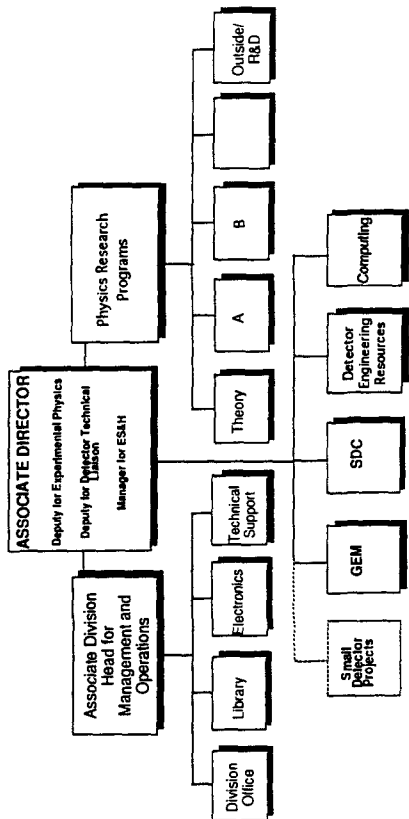 ASSOCIATE DIRECTOR
Deputy for Experimental Physics
Deputy for Detector Technical
Liaison
Manager for ES&H
Associate Division
Head for
Management and
Operations
Physics Research
Programs
Division
Office
Library
Electronics
Technical
Support
Theory
A
B
Outside/
R&D
Small
Detector
Projects
GEM
SDC
Detector
Engineering
Resources
Computing